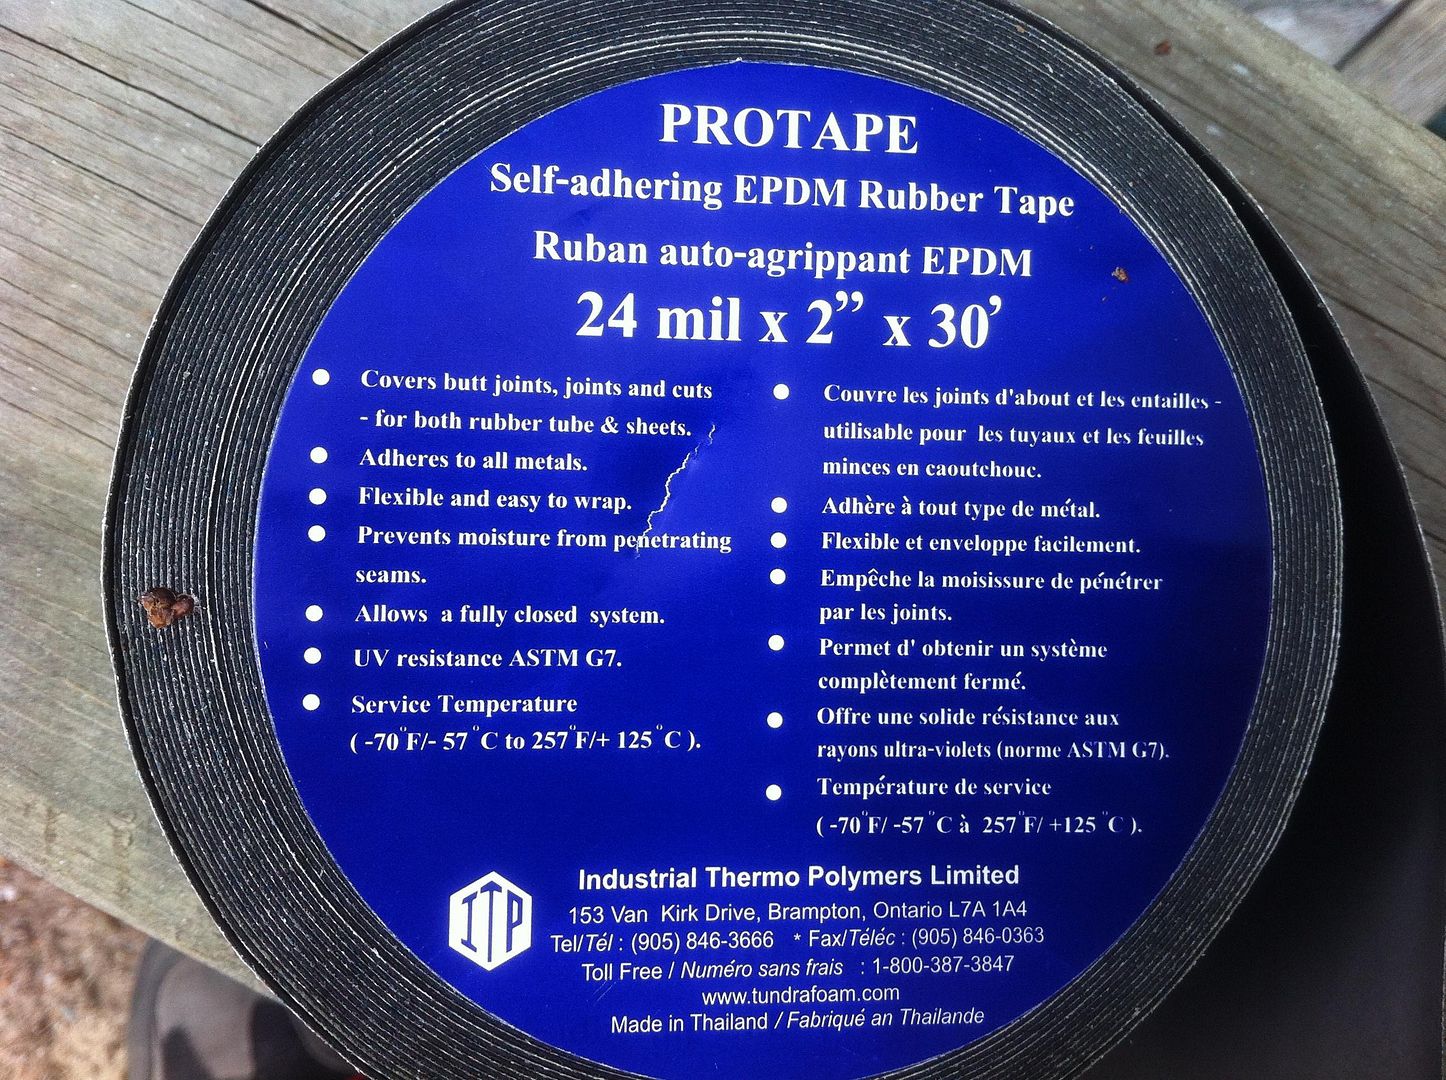 PROTAPE
Self-adhering EPDM Rubber Tape
Ruban auto-agrippant EPDM
24 mil x 2” x 30’
Covers butt joints, joints and cuts
- for both rubber tube & sheets.
Adheres to all metals.
Flexible and easy to wrap.
Prevents moisture from penetrating
seams.
Allows a fully closed system.
UV resistance ASTM G7.
Service Temperature
( -70°F/- 57 °C to 257°F/+ 125 °C ).
Couvre les joints d'about et les entailles -
utilisable pour les tuyaux et les feuilles
minces en caoutchouc.
Adhère à tout type de métal.
Flexible et enveloppe facilement.
Empêche la moisissure de pénétrer
par les joints.
Permet d' obtenir un système
complètement fermé.
Offre une solide résistance aux
rayons ultra-violets (norme ASTM G7).
Température de service
( -70°F/ -57 °C à 257°F/ +125 °C ).
ITP
Industrial Thermo Polymers Limited
153 Van Kirk Drive, Brampton, Ontario L7A 1A4
Tel/Tél : (905) 846-3666 * Fax/Téléc : (905) 846-0363
Toll Free / Numéro sans frais : 1-800-387-3847
www.tundrafoam.com
Made in Thailand / Fabriqué an Thailande